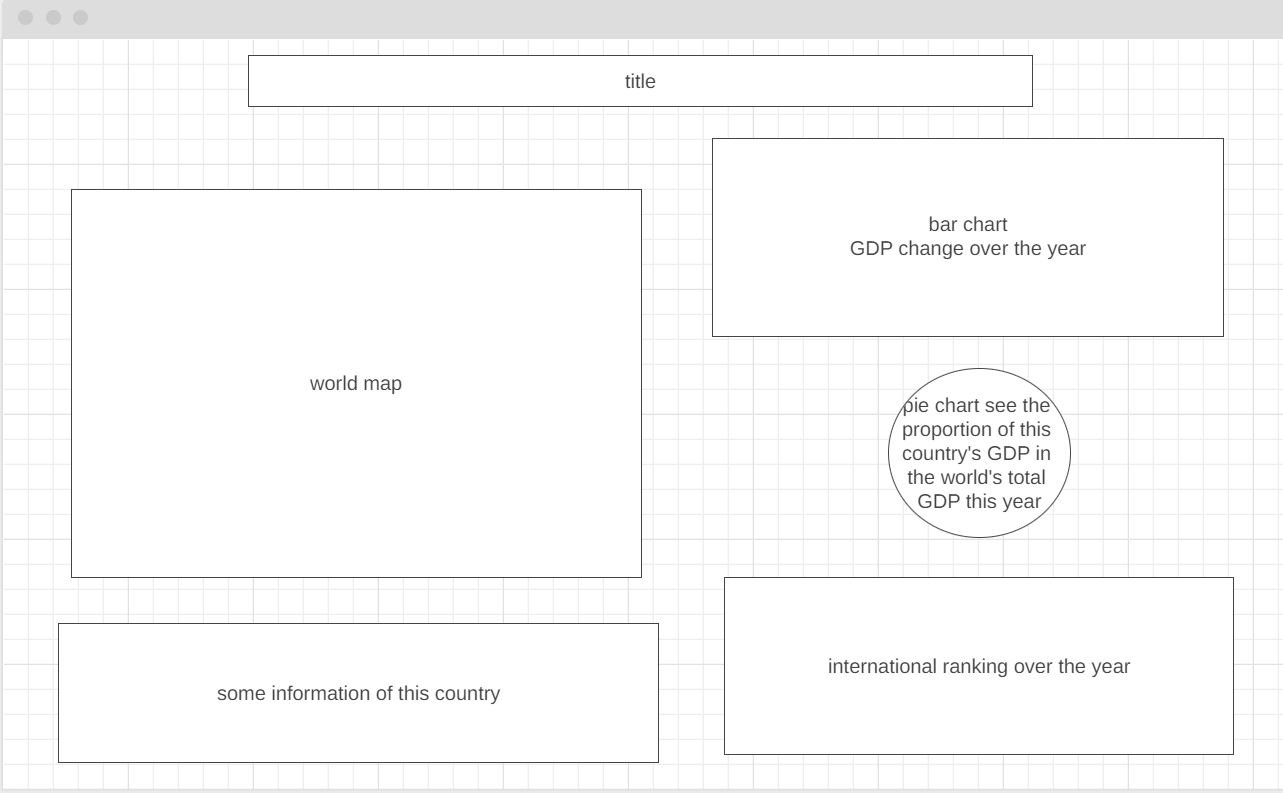 title
bar chart
GDP change over the year
world map
pie chart see the
proportion of this
country's GDP in
the world's total
GDP this year
some information of this country
international ranking over the year